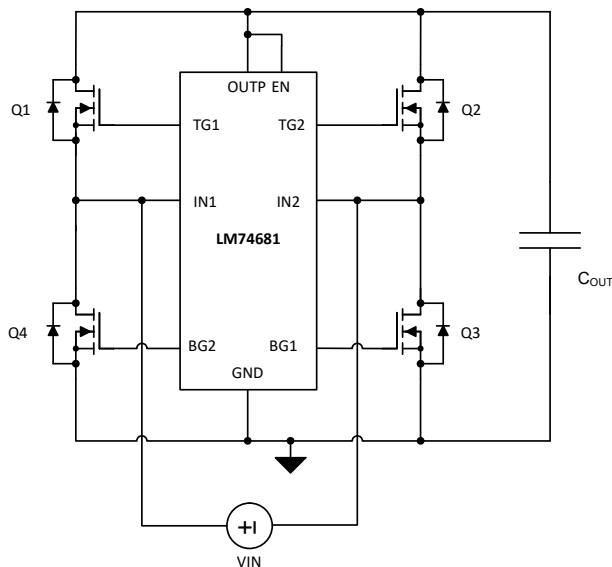 OUTP EN
Q1
Q2
TG1
TG2
IN1
IN2
LM74681
COUT
Q4
Q3
BG2
BG1
GND
VIN